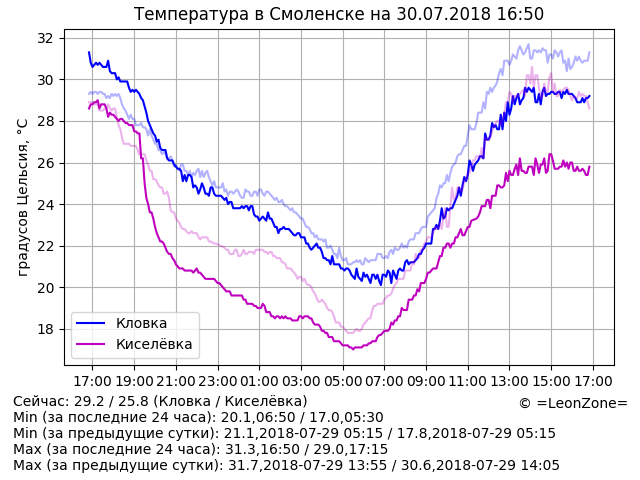 Температура в Смоленске на 30.07.2018 16:50
градусов Цельсия, °C
32
30
28
26
24
22
20
18
Кловка
Киселёвка
17:00 19:00 21:00 23:00 01:00 03:00 05:00 07:00 09:00 11:00 13:00 15:00 17:00
Сейчас: 29.2 / 25.8 (Кловка / Киселёвка)
© =LeonZone=
Min (за последние 24 часа): 20.1,06:50 / 17.0,05:30
Min (за предыдущие сутки): 21.1,2018-07-29 05:15 / 17.8,2018-07-29 05:15
Max (за последние 24 часа): 31.3,16:50 / 29.0,17:15
Max (за предыдущие сутки): 31.7,2018-07-29 13:55 / 30.6,2018-07-29 14:05